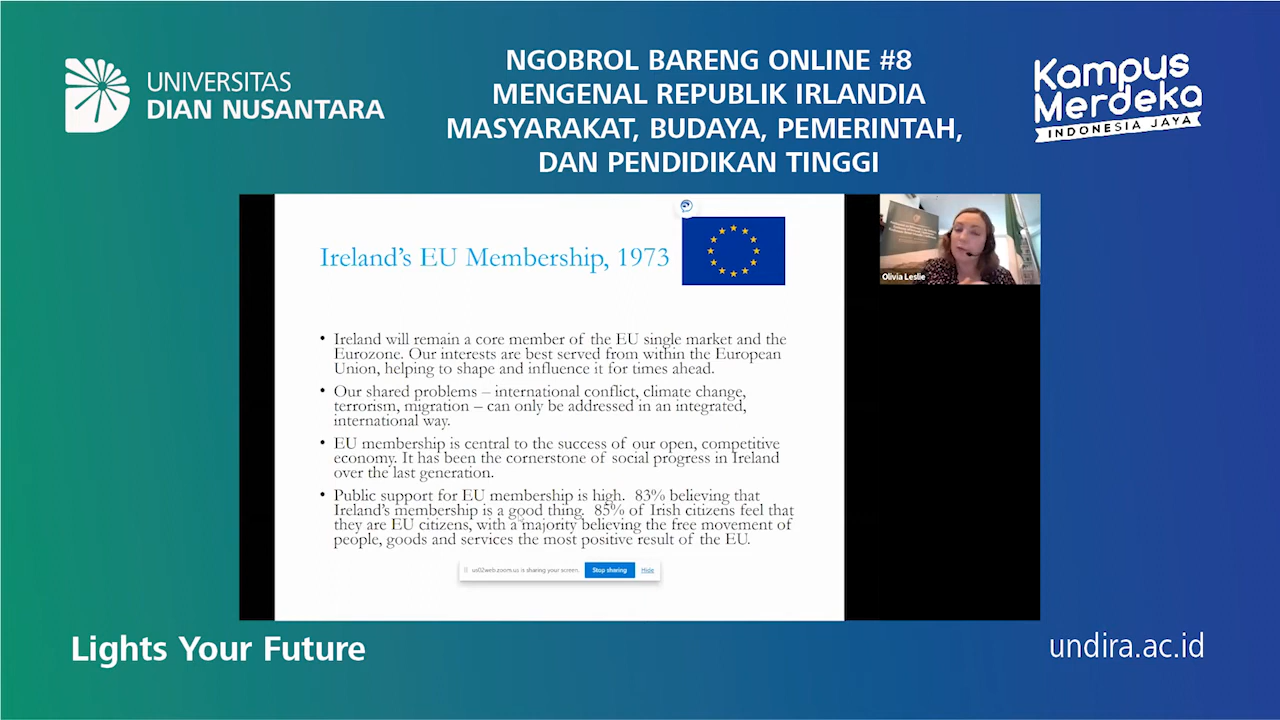 UNIVERSITAS
DIAN NUSANTARA
NGOBROL BARENG ONLINE #8
MENGENAL REPUBLIK IRLANDIA
MASYARAKAT, BUDAYA, PEMERINTAH,
DAN PENDIDIKAN TINGGI
Kampus
Merdeka
INDONESIA JAYA
Ireland's EU Membership, 1973
Olivia Leslie
• Ireland will remain a core member of the EU single market and the
Eurozone. Our interests are best served from within the European
Union, helping to shape and influence it for times ahead.
• Our shared problems – international conflict, climate change,
terrorism, migration – can only be addressed in an integrated,
international way.
• EU membership is central to the success of our open, competitive
economy. It has been the cornerstone of social progress in Ireland
over the last generation.
• Public support for EU membership is high. 83% believing that
Ireland's membership is a good thing. 85% of Irish citizens feel that
they are EU citizens, with a majority believing the free movement of
people, goods and services the most positive result of the EU.
us02web.zoom.us is sharing your screen. Stop sharing Hide
Lights Your Future
undira.ac.id